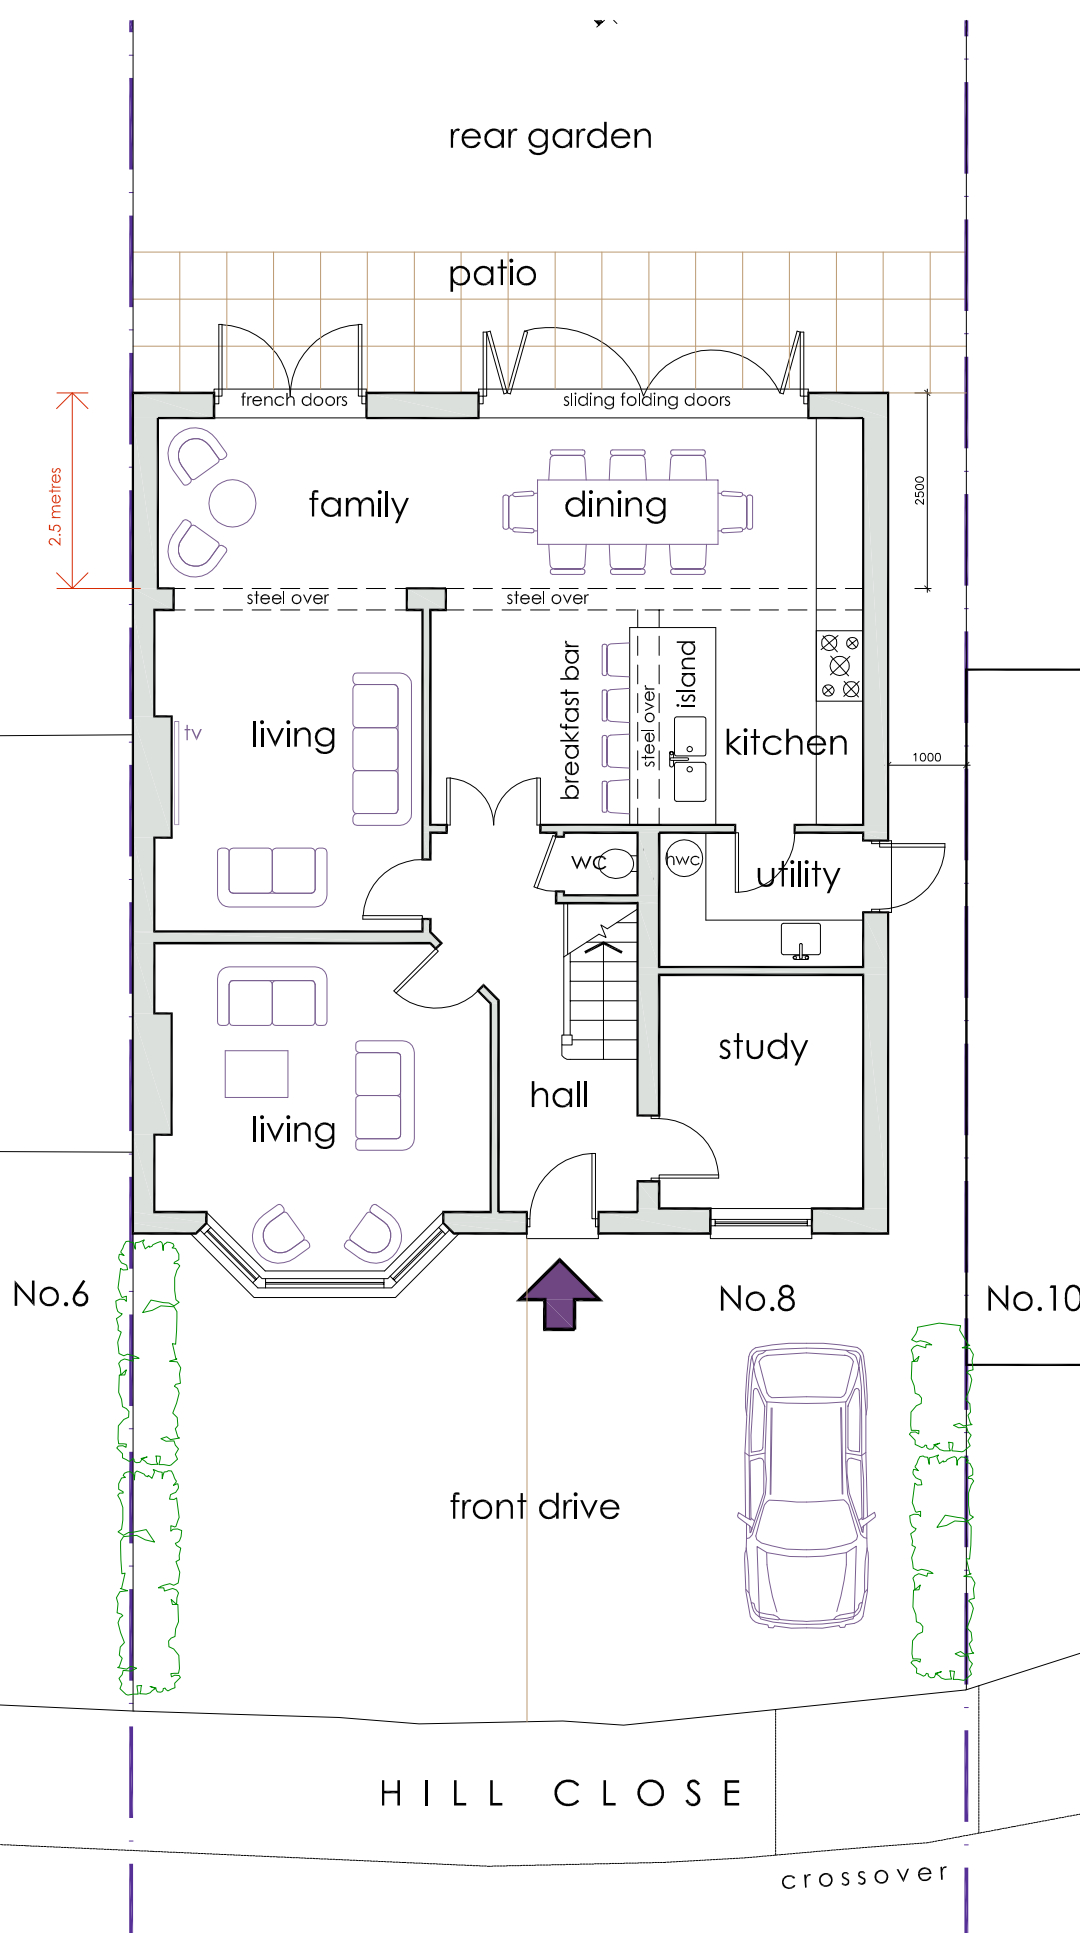 rear garden
patio
french doors
sliding folding doors
2.5 metres
family
dining
2500
steel over
steel over
breakfast bar
island
steel over
tv
living
kitchen
1000
wc
hwc
utility
study
hall
living
No.6
No.8
No.10
front drive
HILL CLOSE
crossover